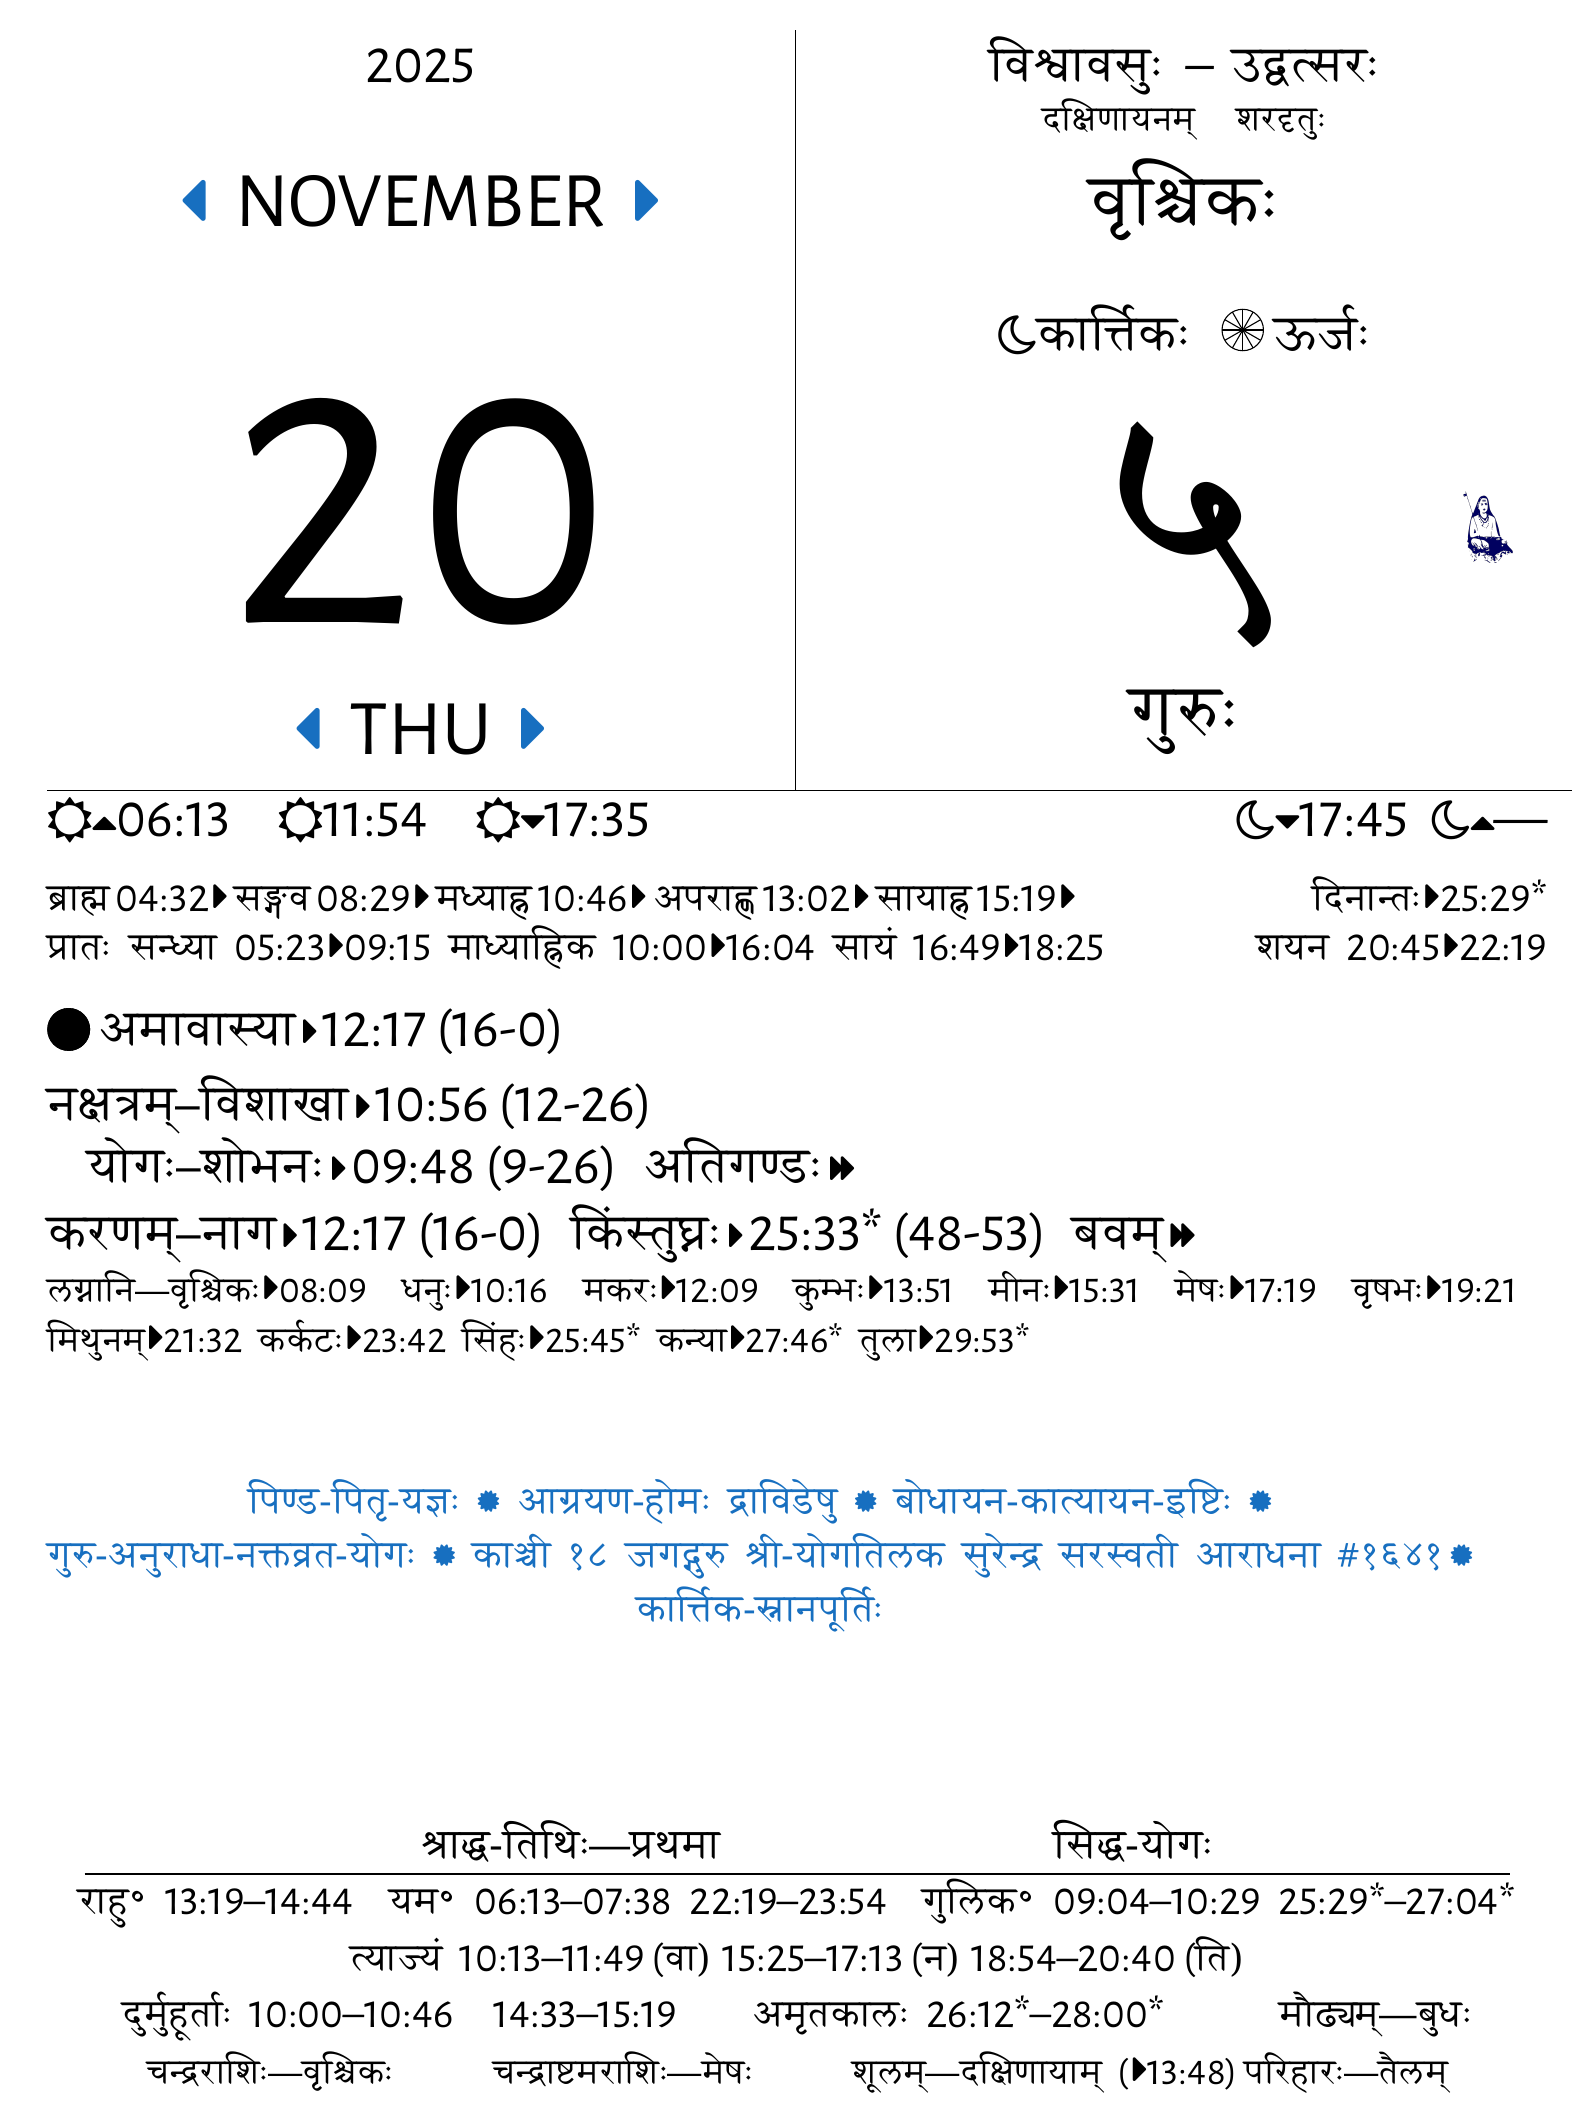 2025
NOVEMBER
20
THU
विश्वावसुः – उद्वत्सरः
दक्षिणायनम् शरदृतुः
वृश्चिकः
कार्त्तिकः ऊर्जः
५
गुरुः
06:13 11:54 17:35 17:45 —
ब्राह्म 04:32 सङ्गव 08:29 मध्याह्न 10:46 अपराह्ण 13:02 सायाह्न 15:19 दिनान्तः 25:29*
प्रातः सन्ध्या 05:23 09:15 माध्याह्निक 10:00 16:04 सायं 16:49 18:25 शयन 20:45 22:19
अमावास्या 12:17 (16-0)
नक्षत्रम्–विशाखा 10:56 (12-26)
योगः–शोभनः 09:48 (9-26) अतिगण्डः
करणम्–नाग 12:17 (16-0) किंस्तुघ्नः 25:33* (48-53) बवम्
लग्नानि—वृश्चिकः 08:09 धनुः 10:16 मकरः 12:09 कुम्भः 13:51 मीनः 15:31 मेषः 17:19 वृषभः 19:21
मिथुनम् 21:32 कर्कटः 23:42 सिंहः 25:45* कन्या 27:46* तुला 29:53*
पिण्ड-पितृ-यज्ञः ✹ आग्रयण-होमः द्राविडेषु ✹ बोधायन-कात्यायन-इष्टिः ✹
गुरु-अनुराधा-नक्तव्रत-योगः ✹ काञ्ची १८ जगद्गुरु श्री-योगतिलक सुरेन्द्र सरस्वती आराधना #१६४१ ✹
कार्त्तिक-स्नानपूर्तिः
श्राद्ध-तिथिः—प्रथमा सिद्ध-योगः
राहु॰ 13:19–14:44 यम॰ 06:13–07:38 22:19–23:54 गुलिक॰ 09:04–10:29 25:29*–27:04*
त्याज्यं 10:13–11:49 (वा) 15:25–17:13 (न) 18:54–20:40 (ति)
दुर्मुहूर्ताः 10:00–10:46 14:33–15:19 अमृतकालः 26:12*–28:00* मौढ्यम्—बुधः
चन्द्रराशिः—वृश्चिकः चन्द्राष्टमराशिः—मेषः शूलम्—दक्षिणायाम् (13:48) परिहारः—तैलम्